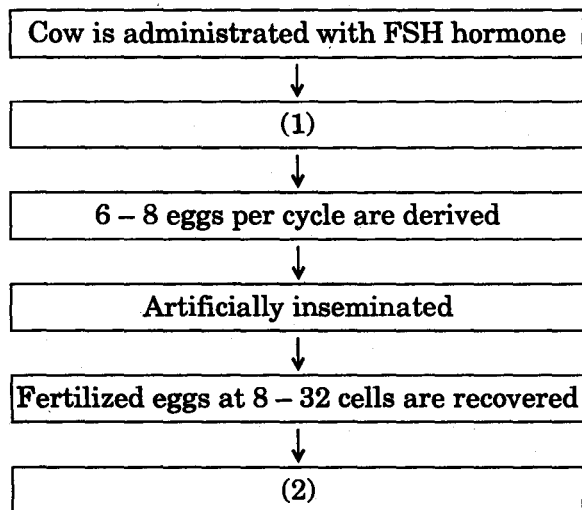 Cow is administrated with FSH hormone
(1)
6 – 8 eggs per cycle are derived
Artificially inseminated
Fertilized eggs at 8 – 32 cells are recovered
(2)